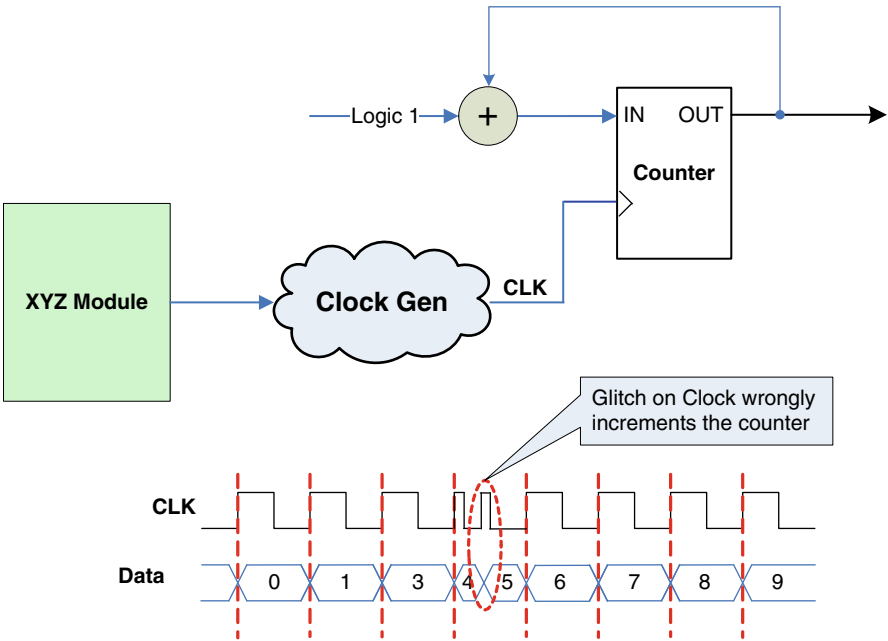 Logic 1
+
IN OUT
Counter
XYZ Module
Clock Gen
CLK
Glitch on Clock wrongly
increments the counter
CLK
Data
0 1 3 4 5 6 7 8 9